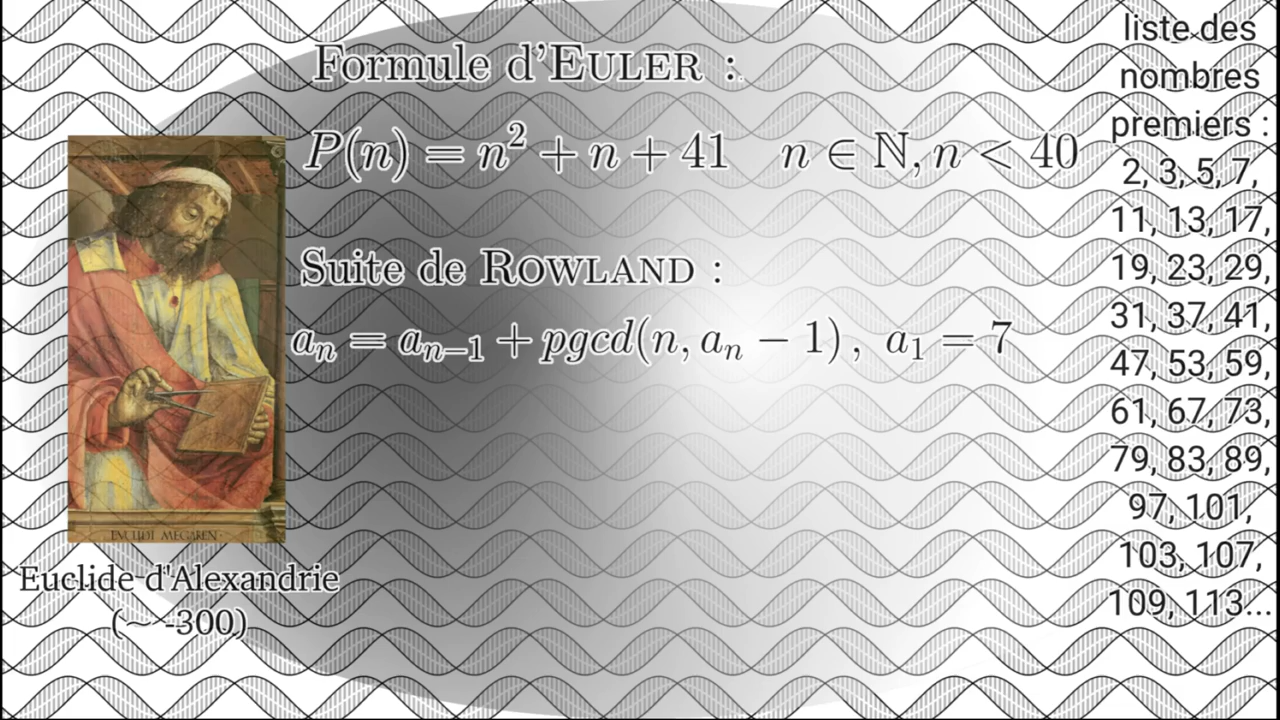 Formule d'EULER :
P(n) = n² + n + 41 n ∈ ℕ, n < 40
Suite de ROWLAND :
aₙ = aₙ₋₁ + pgcd(n, aₙ − 1), a₁ = 7
EVCLIDI MEGAREN
Euclide d'Alexandrie
(∼ -300)
liste des
nombres
premiers :
2, 3, 5, 7,
11, 13, 17,
19, 23, 29,
31, 37, 41,
47, 53, 59,
61, 67, 73,
79, 83, 89,
97, 101,
103, 107,
109, 113...